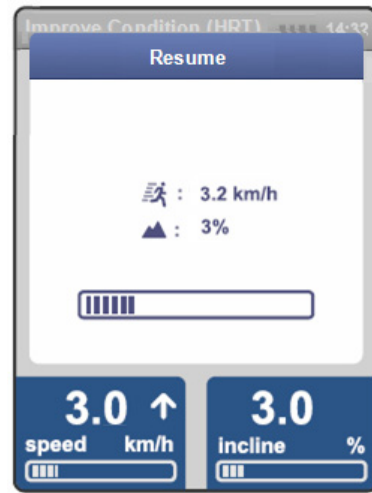 Improve Condition (HRT) 14:32
Resume
: 3.2 km/h
: 3%
3.0 3.0
speed km/h incline %